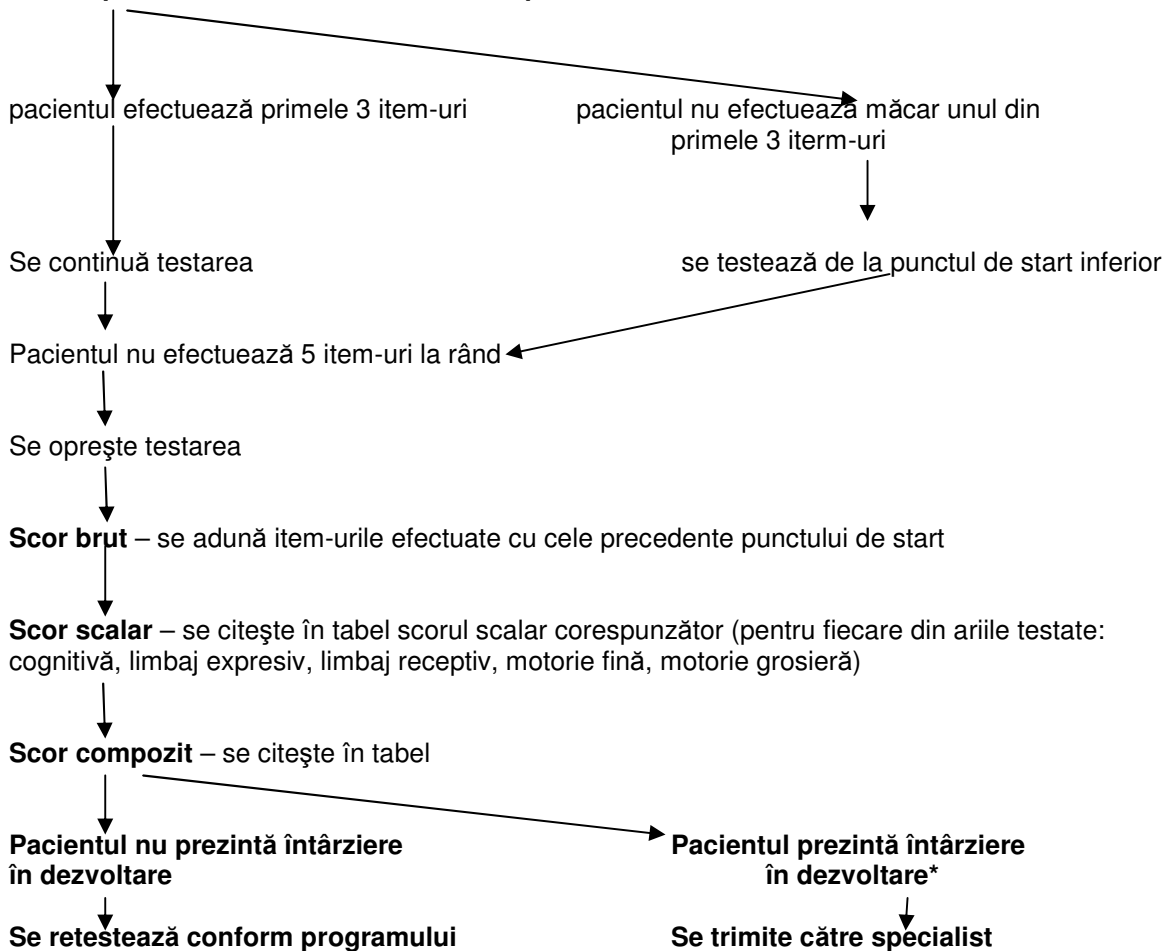 pacientul efectuează primele 3 item-uri
pacientul nu efectuează măcar unul din
primele 3 iterm-uri
Se continuă testarea
se testează de la punctul de start inferior
Pacientul nu efectuează 5 item-uri la rând
Se opreşte testarea
Scor brut – se adună item-urile efectuate cu cele precedente punctului de start
Scor scalar – se citeşte în tabel scorul scalar corespunzător (pentru fiecare din ariile testate:
cognitivă, limbaj expresiv, limbaj receptiv, motorie fină, motorie grosieră)
Scor compozit – se citeşte în tabel
Pacientul nu prezintă întârziere
în dezvoltare
Pacientul prezintă întârziere
în dezvoltare*
Se retestează conform programului
Se trimite către specialist